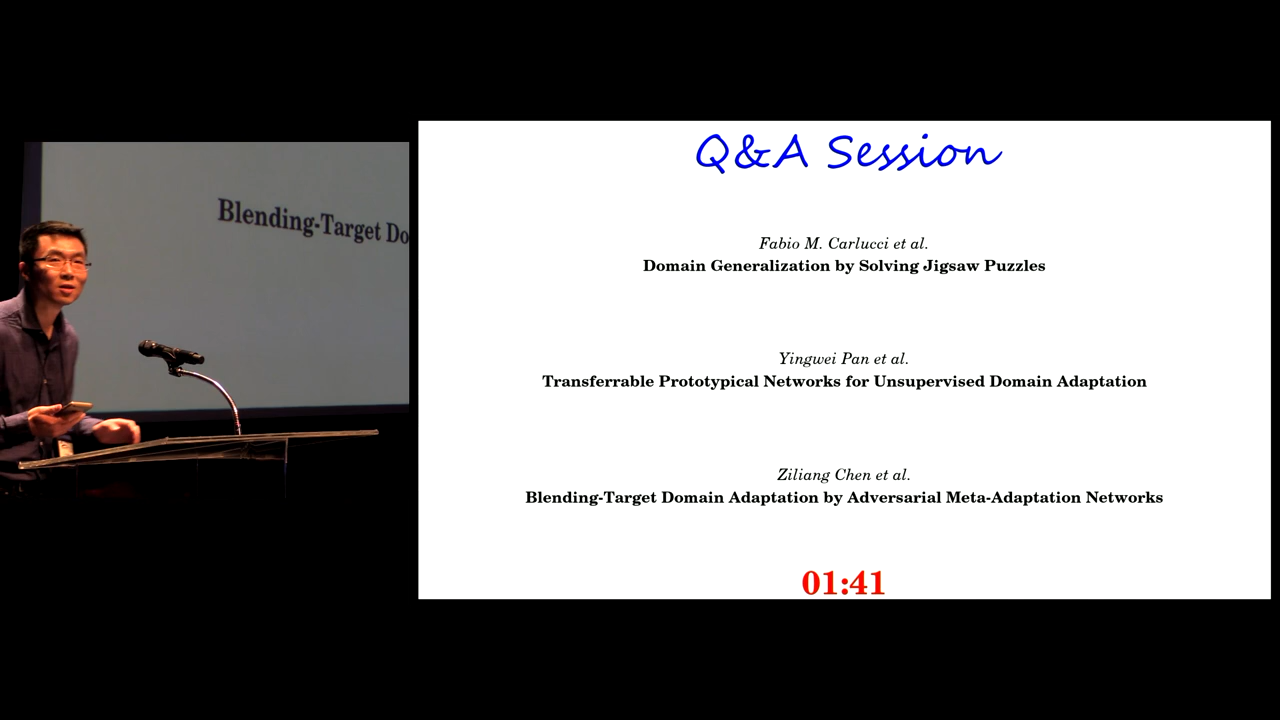 Blending-Target Do
Q&A Session
Fabio M. Carlucci et al.
Domain Generalization by Solving Jigsaw Puzzles
Yingwei Pan et al.
Transferrable Prototypical Networks for Unsupervised Domain Adaptation
Ziliang Chen et al.
Blending-Target Domain Adaptation by Adversarial Meta-Adaptation Networks
01:41